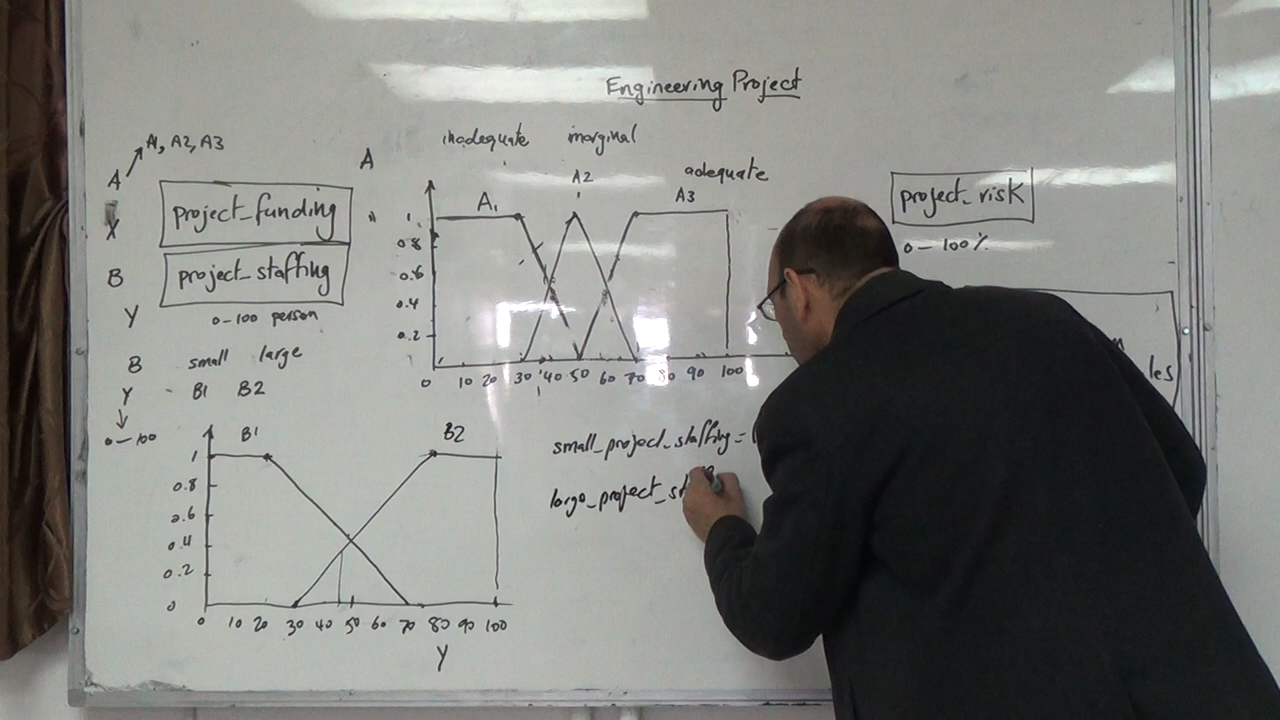 Engineering Project
inadequate marginal
A1, A2, A3
A
A2
adequate
A
project_funding
X
A1
A3
project_risk
1
0.8
0.6
0.4
0.2
0-100%
B
project_staffing
Y
0-100 person
0 10 20 30 40 50 60 70 80 90 100
B small large
Y B1 B2
0-100
B1
B2
small_project_staffing =
large_project_st
les
1
0.8
0.6
0.4
0.2
0
0 10 20 30 40 50 60 70 80 90 100
Y